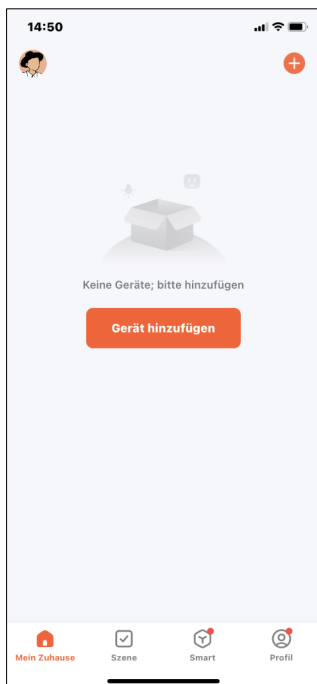 14:50
Keine Geräte; bitte hinzufügen
Gerät hinzufügen
Mein Zuhause
Szene
Smart
Profil